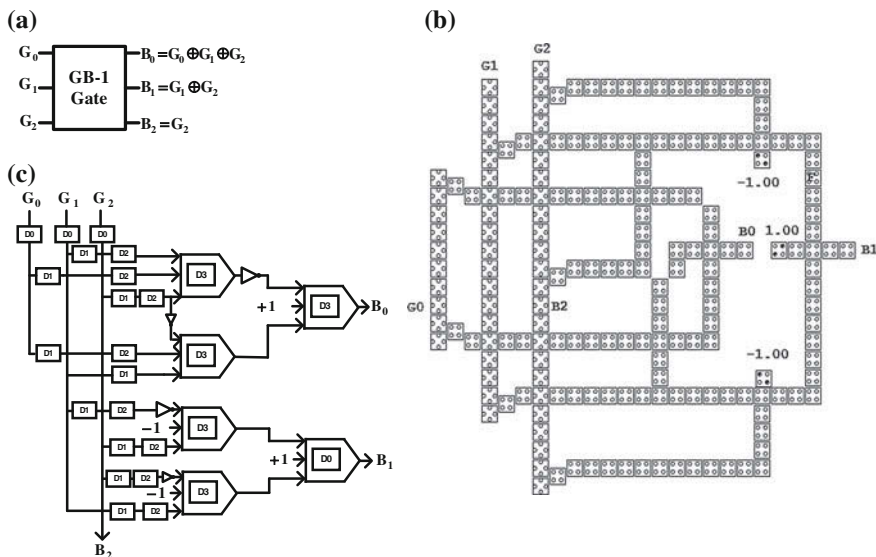 (a)
G0
G1
G2
GB-1
Gate
B0=G0⊕G1⊕G2
B1=G1⊕G2
B2=G2
(b)
G2
G1
G0
B2
-1.00
F
B0 1.00
B1
-1.00
(c)
G0 G1 G2
D0 D0 D0
D1 D2
D1 D2
D1 D2
D3
+1
D3
B0
D1 D2
D1
D3
D1 D2
-1
D1 D2
D3
+1
D0
B1
D1 D2
-1
D1 D2
D3
B2